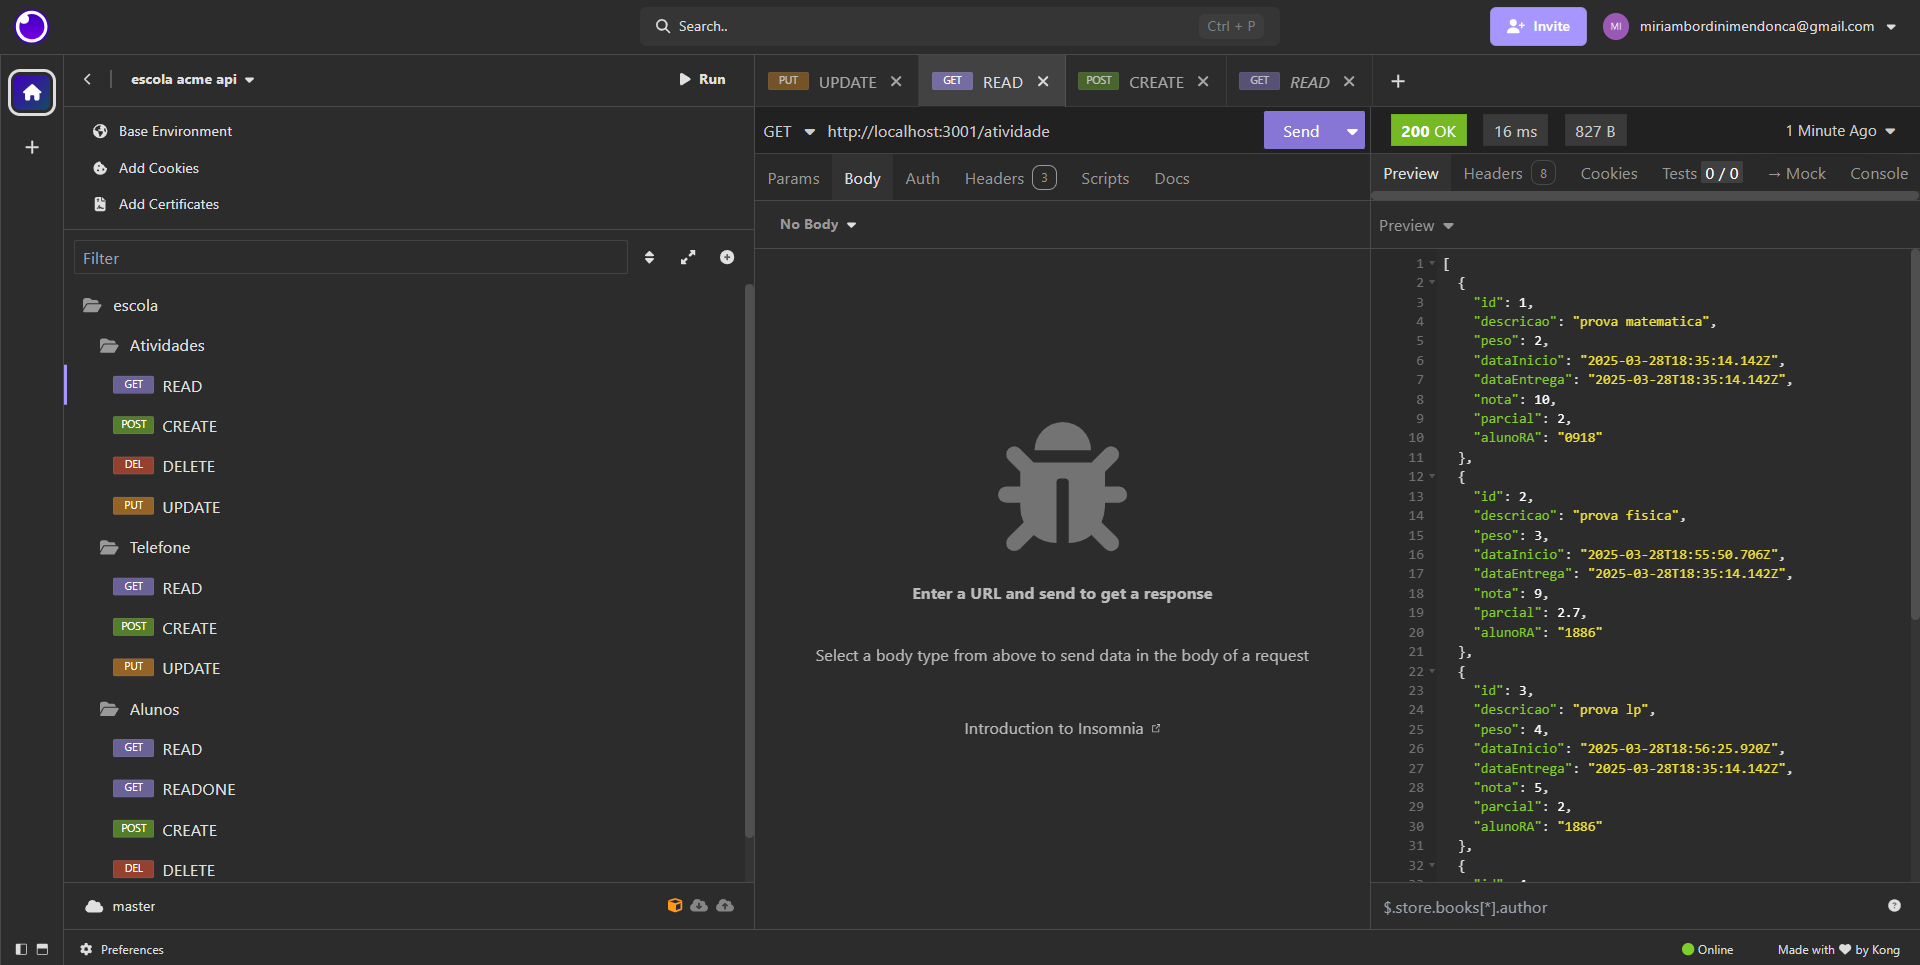 Search..
Ctrl + P
Invite
MI
miriambordinimendonca@gmail.com
escola acme api
Run
Base Environment
Add Cookies
Add Certificates
Filter
escola
Atividades
GET READ
POST CREATE
DEL DELETE
PUT UPDATE
Telefone
GET READ
POST CREATE
PUT UPDATE
Alunos
GET READ
GET READONE
POST CREATE
DEL DELETE
master
Preferences
PUT UPDATE
GET READ
POST CREATE
GET READ
GET http://localhost:3001/atividade
Send
Params Body Auth Headers 3 Scripts Docs
No Body
Enter a URL and send to get a response
Select a body type from above to send data in the body of a request
Introduction to Insomnia
200 OK 16 ms 827 B 1 Minute Ago
Preview Headers 8 Cookies Tests 0 / 0 → Mock Console
Preview
1 [
2 {
3 "id": 1,
4 "descricao": "prova matematica",
5 "peso": 2,
6 "dataInicio": "2025-03-28T18:35:14.142Z",
7 "dataEntrega": "2025-03-28T18:35:14.142Z",
8 "nota": 10,
9 "parcial": 2,
10 "alunoRA": "0918"
11 },
12 {
13 "id": 2,
14 "descricao": "prova fisica",
15 "peso": 3,
16 "dataInicio": "2025-03-28T18:55:50.706Z",
17 "dataEntrega": "2025-03-28T18:35:14.142Z",
18 "nota": 9,
19 "parcial": 2.7,
20 "alunoRA": "1886"
21 },
22 {
23 "id": 3,
24 "descricao": "prova lp",
25 "peso": 4,
26 "dataInicio": "2025-03-28T18:56:25.920Z",
27 "dataEntrega": "2025-03-28T18:35:14.142Z",
28 "nota": 5,
29 "parcial": 2,
30 "alunoRA": "1886"
31 },
32 {
$.store.books[*].author
Online
Made with ♥ by Kong